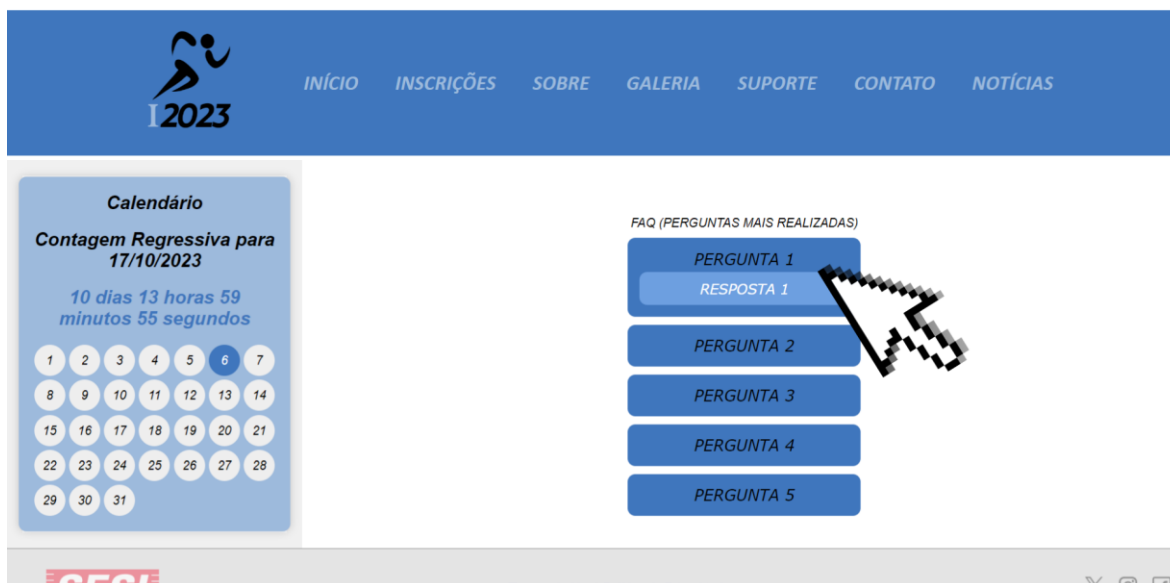 I2023
INÍCIO INSCRIÇÕES SOBRE GALERIA SUPORTE CONTATO NOTÍCIAS
Calendário
Contagem Regressiva para
17/10/2023
10 dias 13 horas 59
minutos 55 segundos
1 2 3 4 5 6 7
8 9 10 11 12 13 14
15 16 17 18 19 20 21
22 23 24 25 26 27 28
29 30 31
FAQ (PERGUNTAS MAIS REALIZADAS)
PERGUNTA 1
RESPOSTA 1
PERGUNTA 2
PERGUNTA 3
PERGUNTA 4
PERGUNTA 5
SESI